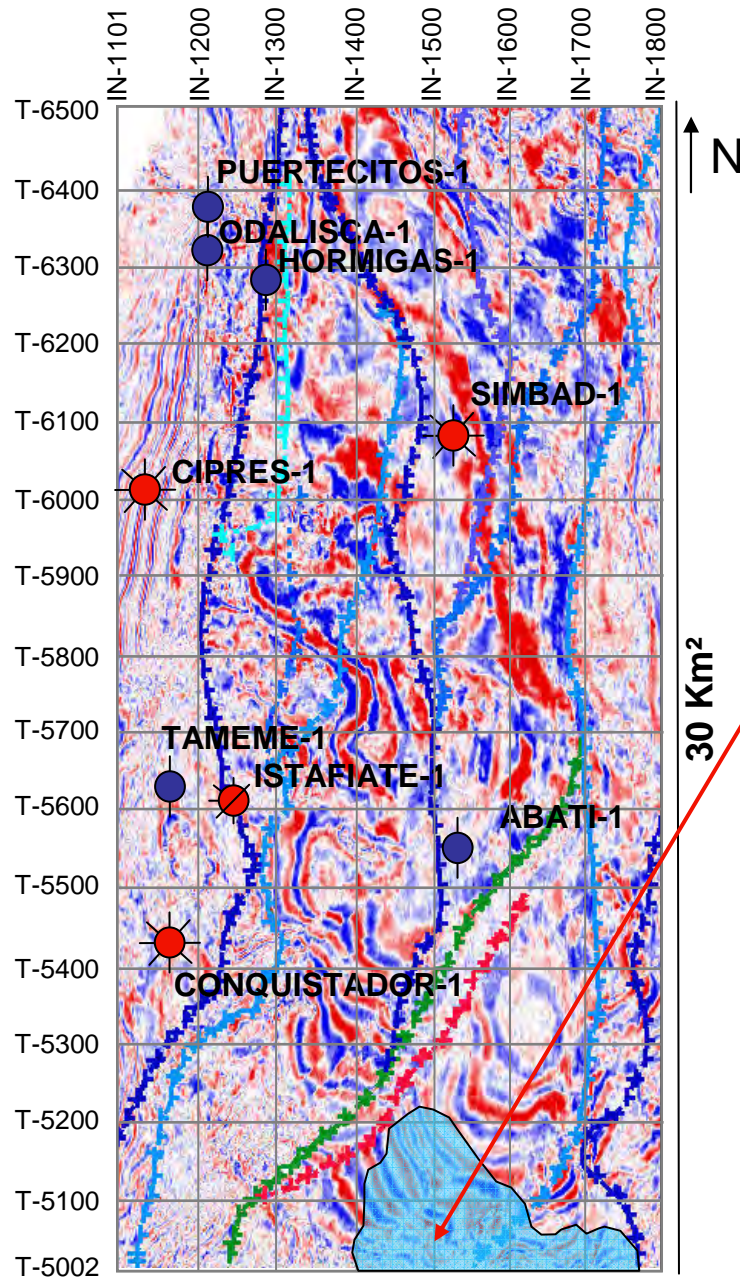 IN-1101
IN-1200
IN-1300
IN-1400
IN-1500
IN-1600
IN-1700
IN-1800
T-6500
N
PUERTECITOS-1
T-6400
ODALISCA-1
HORMIGAS-1
T-6300
T-6200
SIMBAD-1
T-6100
CIPRES-1
T-6000
T-5900
T-5800
30 Km²
T-5700
TAMEME-1
ISTAFIATE-1
T-5600
ABATI-1
T-5500
T-5400
CONQUISTADOR-1
T-5300
T-5200
T-5100
T-5002